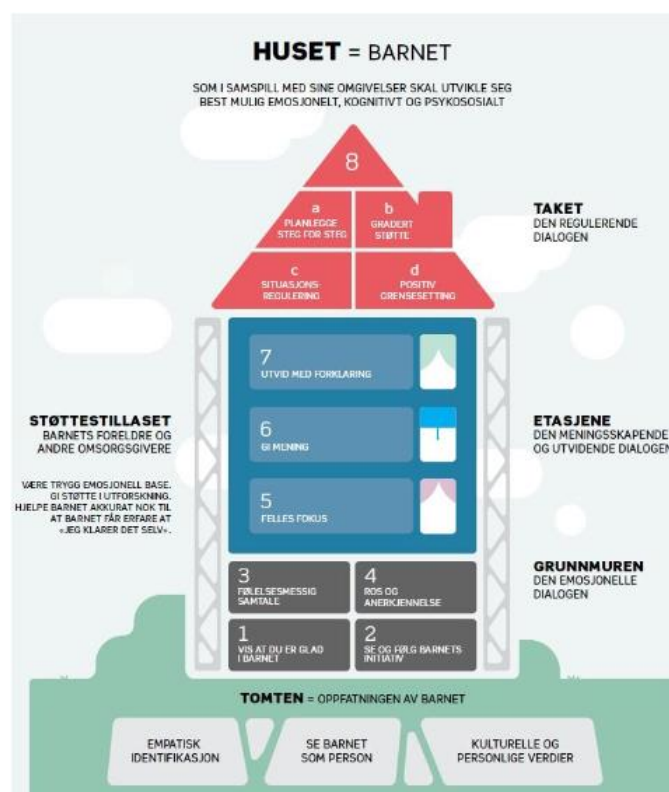 HUSET = BARNET
SOM I SAMSPILL MED SINE OMGIVELSER SKAL UTVIKLE SEG
BEST MULIG EMOSJONELT, KOGNITIVT OG PSYKOSOSIALT
8
a
PLANLEGGE
STEG FOR STEG
b
GRADERT
STØTTE
c
SITUASJONS-
REGULERING
d
POSITIV
GRENSESETTING
TAKET
DEN REGULERENDE
DIALOGEN
7
UTVID MED FORKLARING
6
GI MENING
5
FELLES FOKUS
STØTTESTILLASET
BARNETS FORELDRE OG
ANDRE OMSORGSGIVERE
VÆRE TRYGG EMOSJONELL BASE.
GI STØTTE I UTFORSKNING.
HJELPE BARNET AKKURAT NOK TIL
AT BARNET FÅR ERFARE AT
«JEG KLARER DET SELV».
ETASJENE
DEN MENINGSSKAPENDE
OG UTVIDENDE DIALOGEN
3
FØLELSESMESSIG
SAMTALE
4
ROS OG
ANERKJENNELSE
1
VIS AT DU ER GLAD
I BARNET
2
SE OG FØLG BARNETS
INITIATIV
GRUNNMUREN
DEN EMOSJONELLE
DIALOGEN
TOMTEN = OPPFATNINGEN AV BARNET
EMPATISK
IDENTIFIKASJON
SE BARNET
SOM PERSON
KULTURELLE OG
PERSONLIGE VERDIER